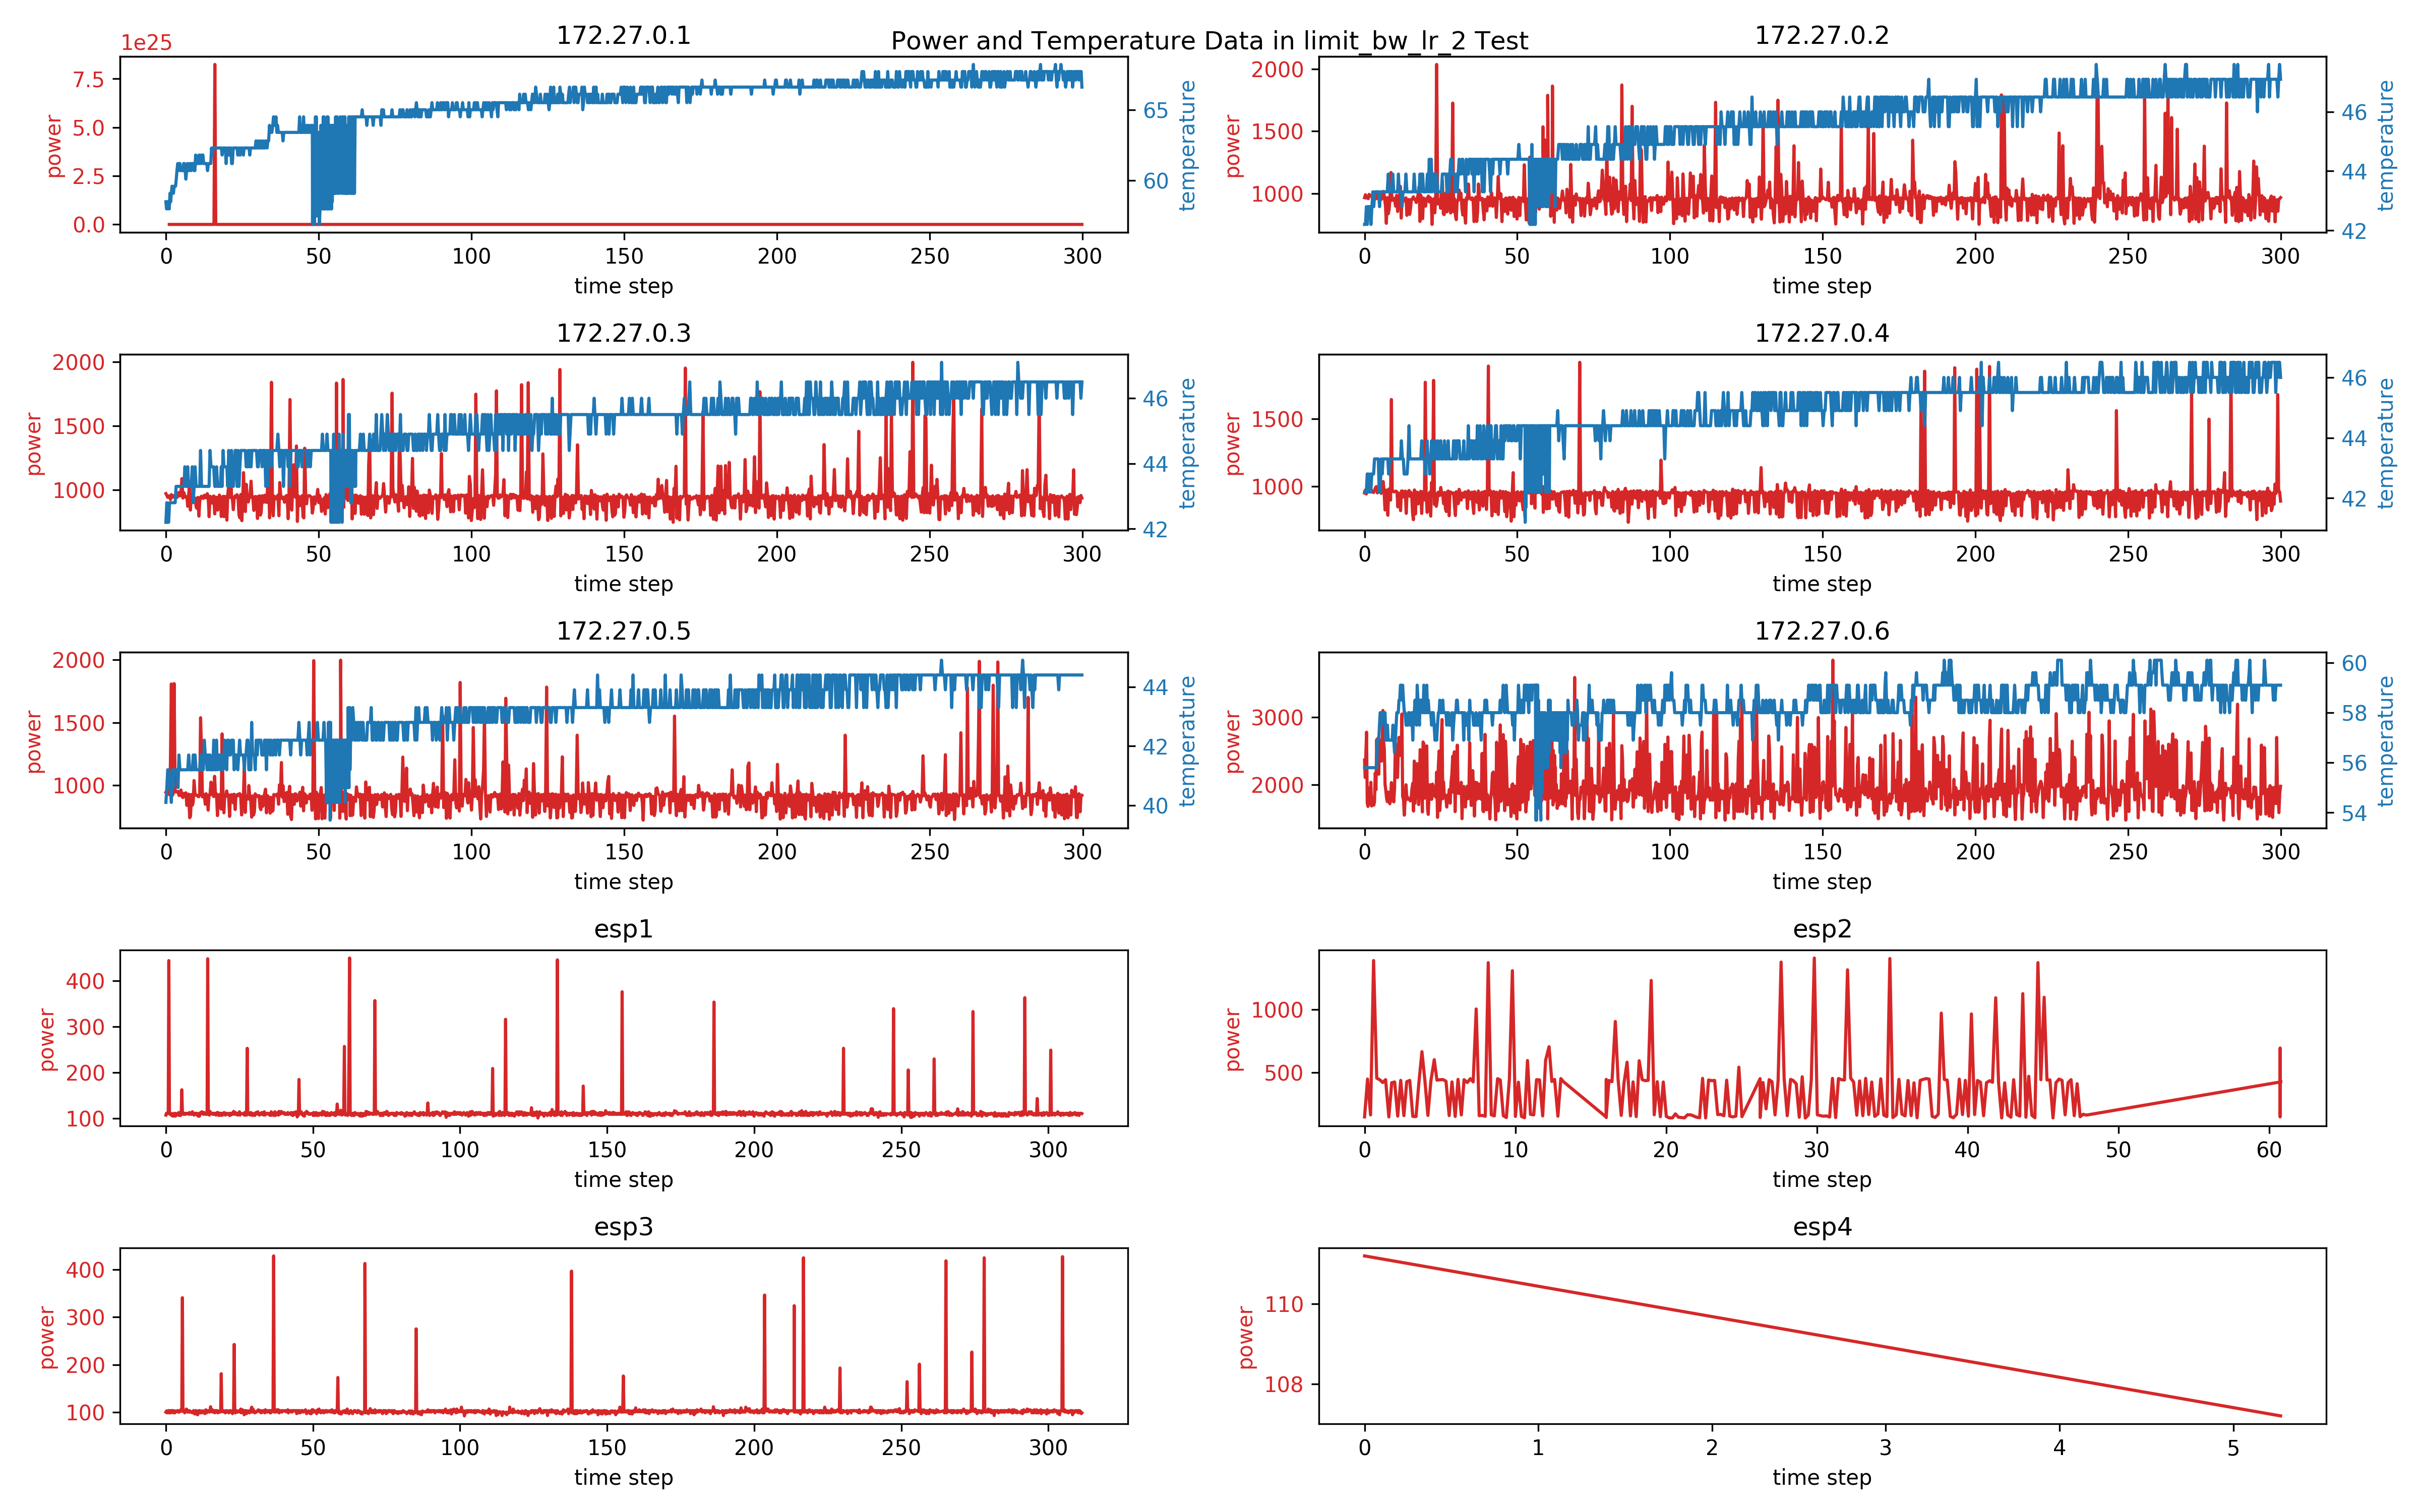 Power and Temperature Data in limit_bw_lr_2 Test
172.27.0.1
1e25
7.5
5.0
2.5
0.0
power
65
60
temperature
0 50 100 150 200 250 300
time step
172.27.0.2
2000
1500
1000
power
46
44
42
temperature
0 50 100 150 200 250 300
time step
172.27.0.3
2000
1500
1000
power
46
44
42
temperature
0 50 100 150 200 250 300
time step
172.27.0.4
1500
1000
power
46
44
42
temperature
0 50 100 150 200 250 300
time step
172.27.0.5
2000
1500
1000
power
44
42
40
temperature
0 50 100 150 200 250 300
time step
172.27.0.6
3000
2000
power
60
58
56
54
temperature
0 50 100 150 200 250 300
time step
esp1
400
300
200
100
power
0 50 100 150 200 250 300
time step
esp2
1000
500
power
0 10 20 30 40 50 60
time step
esp3
400
300
200
100
power
0 50 100 150 200 250 300
time step
esp4
110
108
power
0 1 2 3 4 5
time step